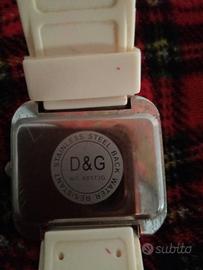 STAINLESS STEEL BACK
D&G
WATER RESISTANT
subito